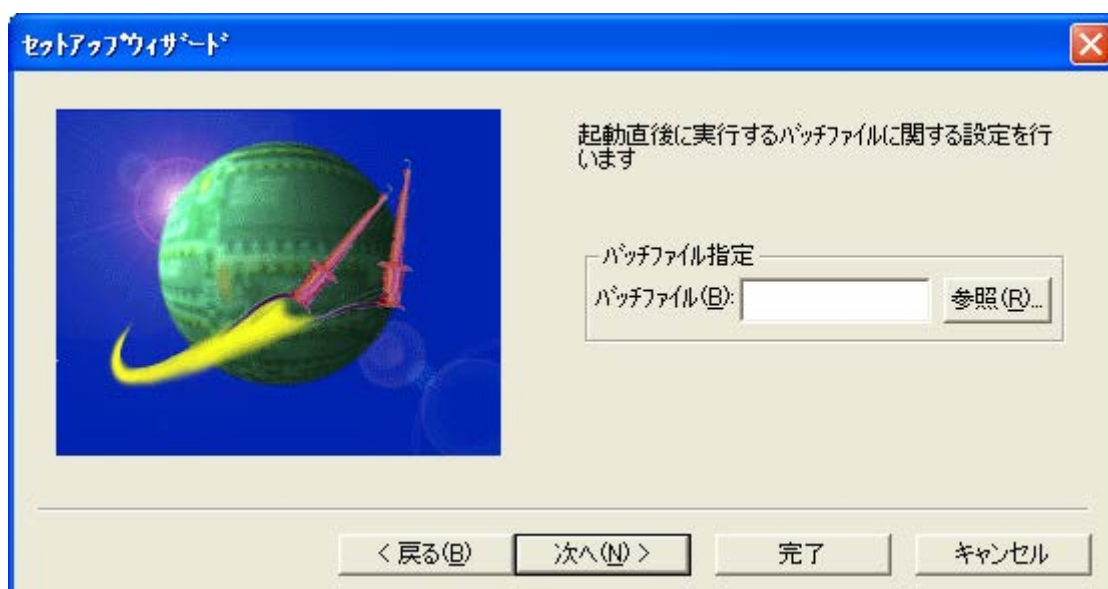 ｾｯﾄｱｯﾌﾟｳｨｻﾞｰﾄﾞ
起動直後に実行するﾊﾞｯﾁﾌｧｲﾙに関する設定を行
います
ﾊﾞｯﾁﾌｧｲﾙ指定
ﾊﾞｯﾁﾌｧｲﾙ(B):
参照(R)...
< 戻る(B)
次へ(N) >
完了
キャンセル